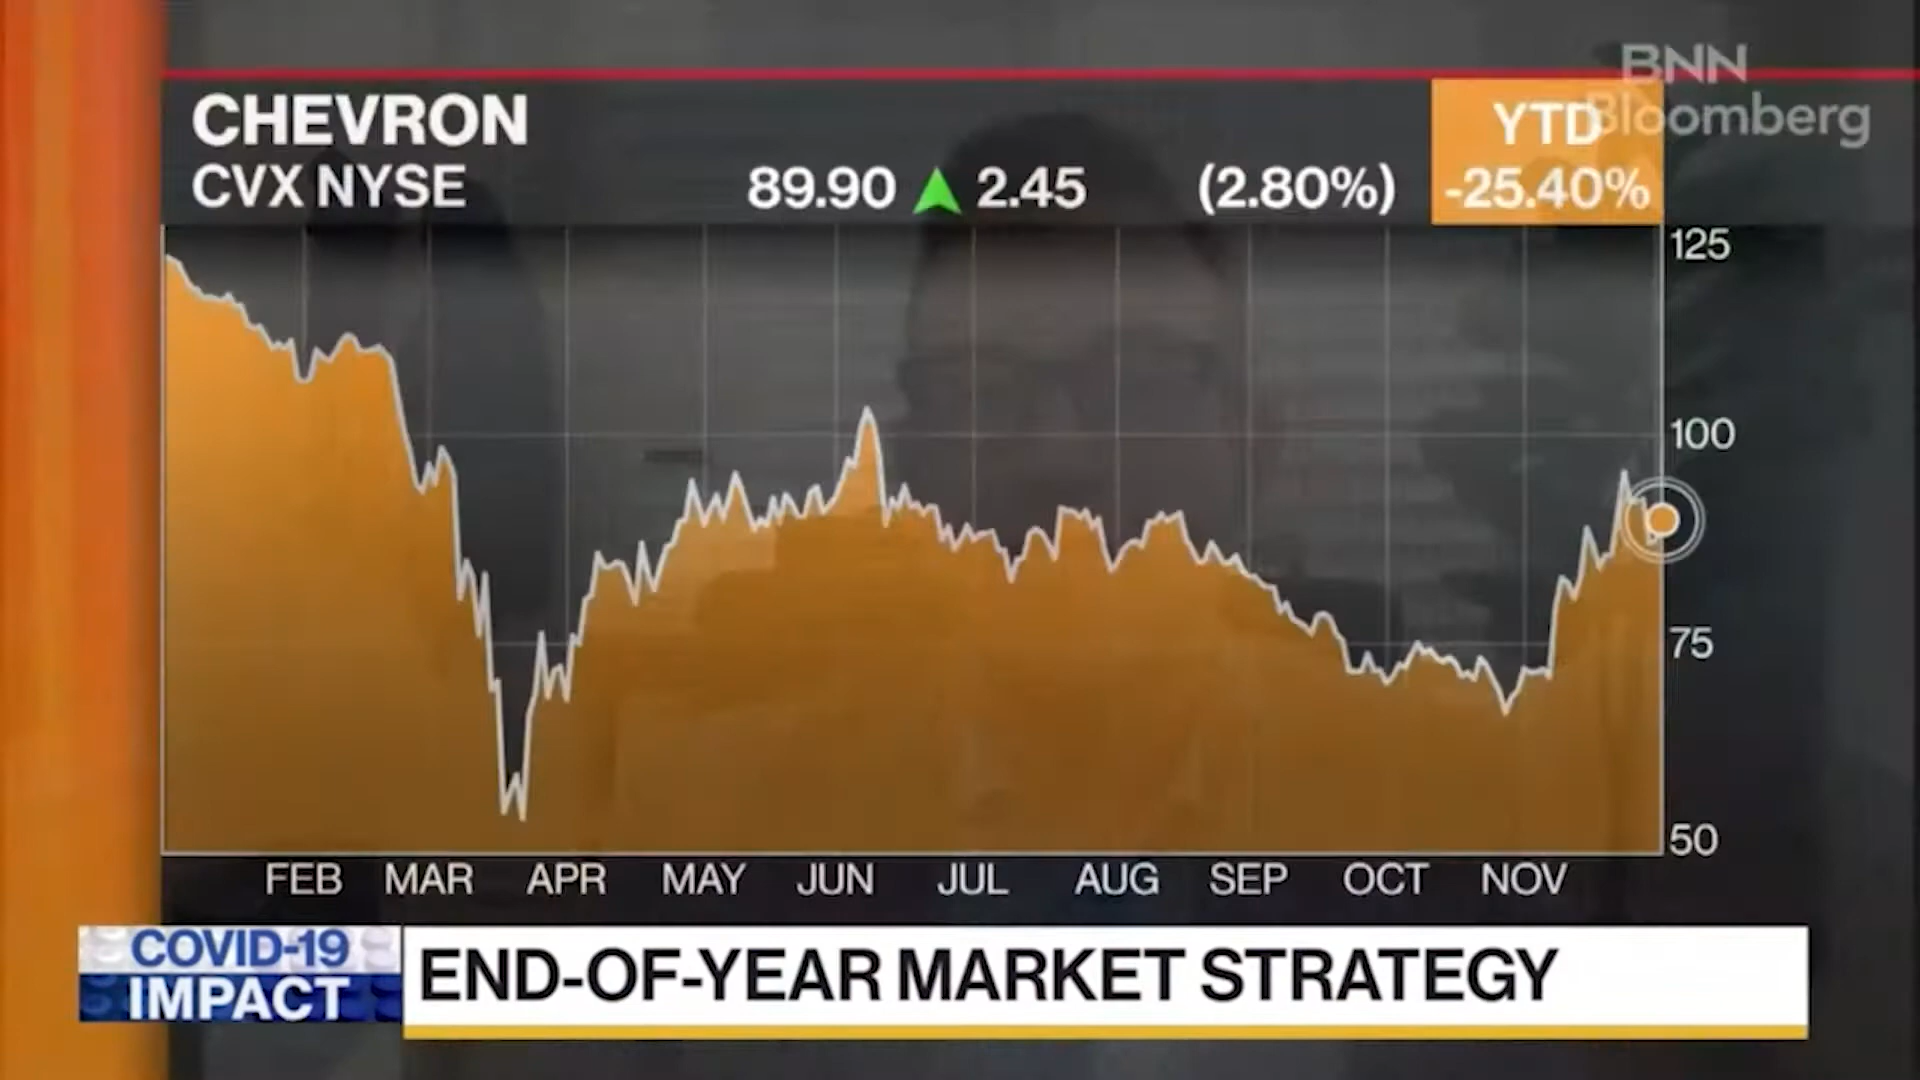 BNN
Bloomberg
CHEVRON
CVX NYSE
89.90 ▲ 2.45 (2.80%)
YTD
-25.40%
125
100
75
50
FEB MAR APR MAY JUN JUL AUG SEP OCT NOV
COVID-19
IMPACT
END-OF-YEAR MARKET STRATEGY